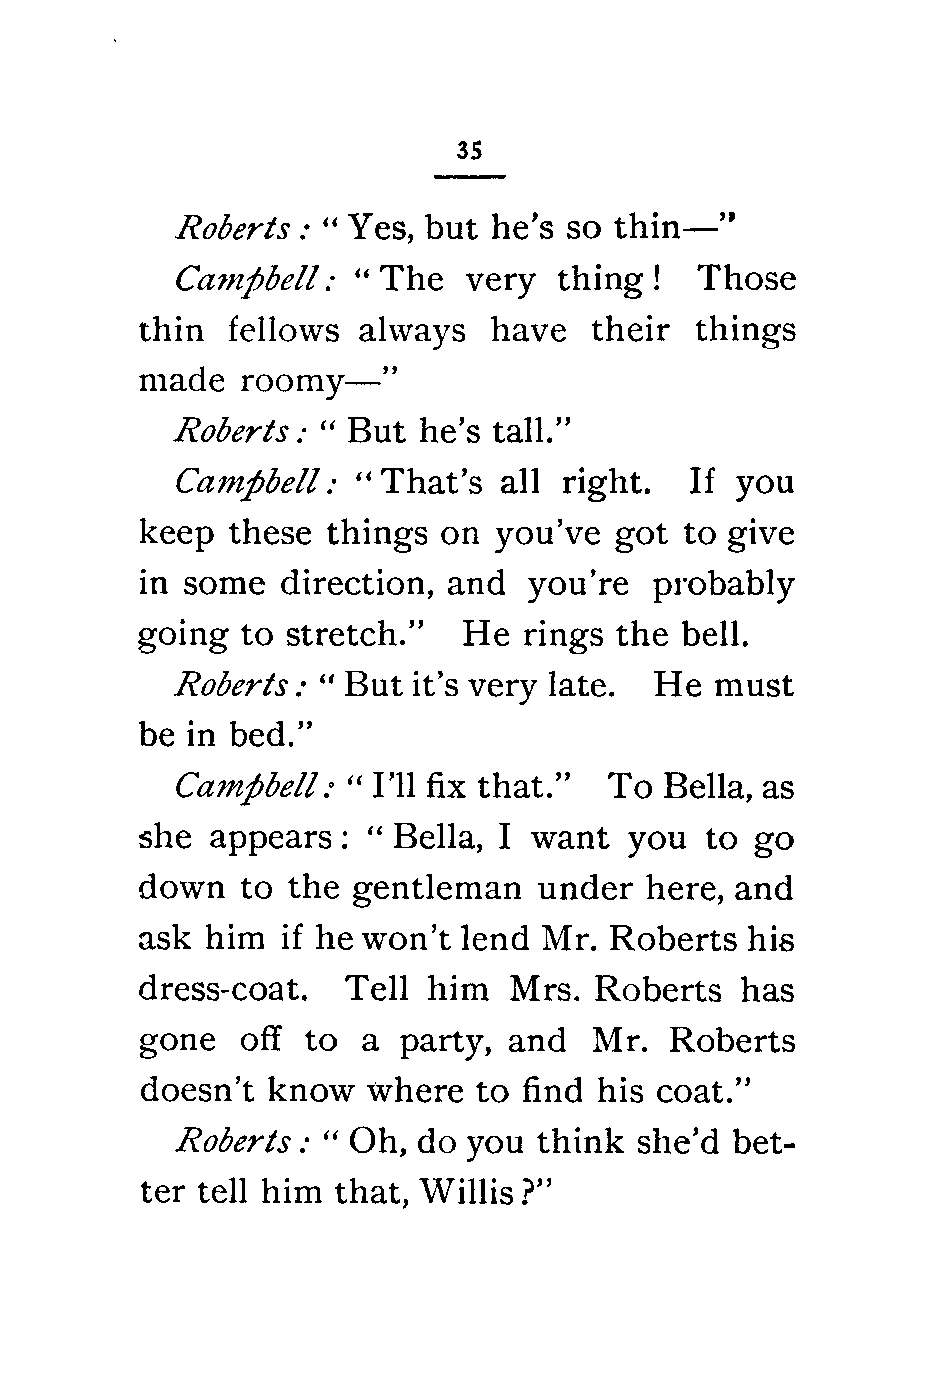 35
Roberts : “ Yes, but he’s so thin—”
Campbell : “ The very thing ! Those
thin fellows always have their things
made roomy—”
Roberts : “ But he’s tall.”
Campbell : “ That’s all right. If you
keep these things on you’ve got to give
in some direction, and you’re probably
going to stretch.” He rings the bell.
Roberts : “ But it’s very late. He must
be in bed.”
Campbell : “ I’ll fix that.” To Bella, as
she appears : “ Bella, I want you to go
down to the gentleman under here, and
ask him if he won’t lend Mr. Roberts his
dress-coat. Tell him Mrs. Roberts has
gone off to a party, and Mr. Roberts
doesn’t know where to find his coat.”
Roberts : “ Oh, do you think she’d bet-
ter tell him that, Willis ?”